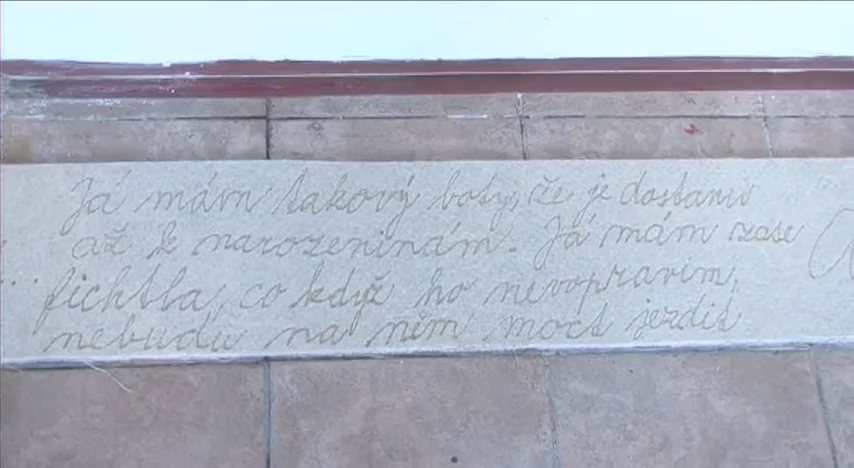 Já mám takový boty, že je dostanu
až k narozeninám. Já mám zase
fichtla, co když ho nevopravim,
nebudu na něm moct jezdit